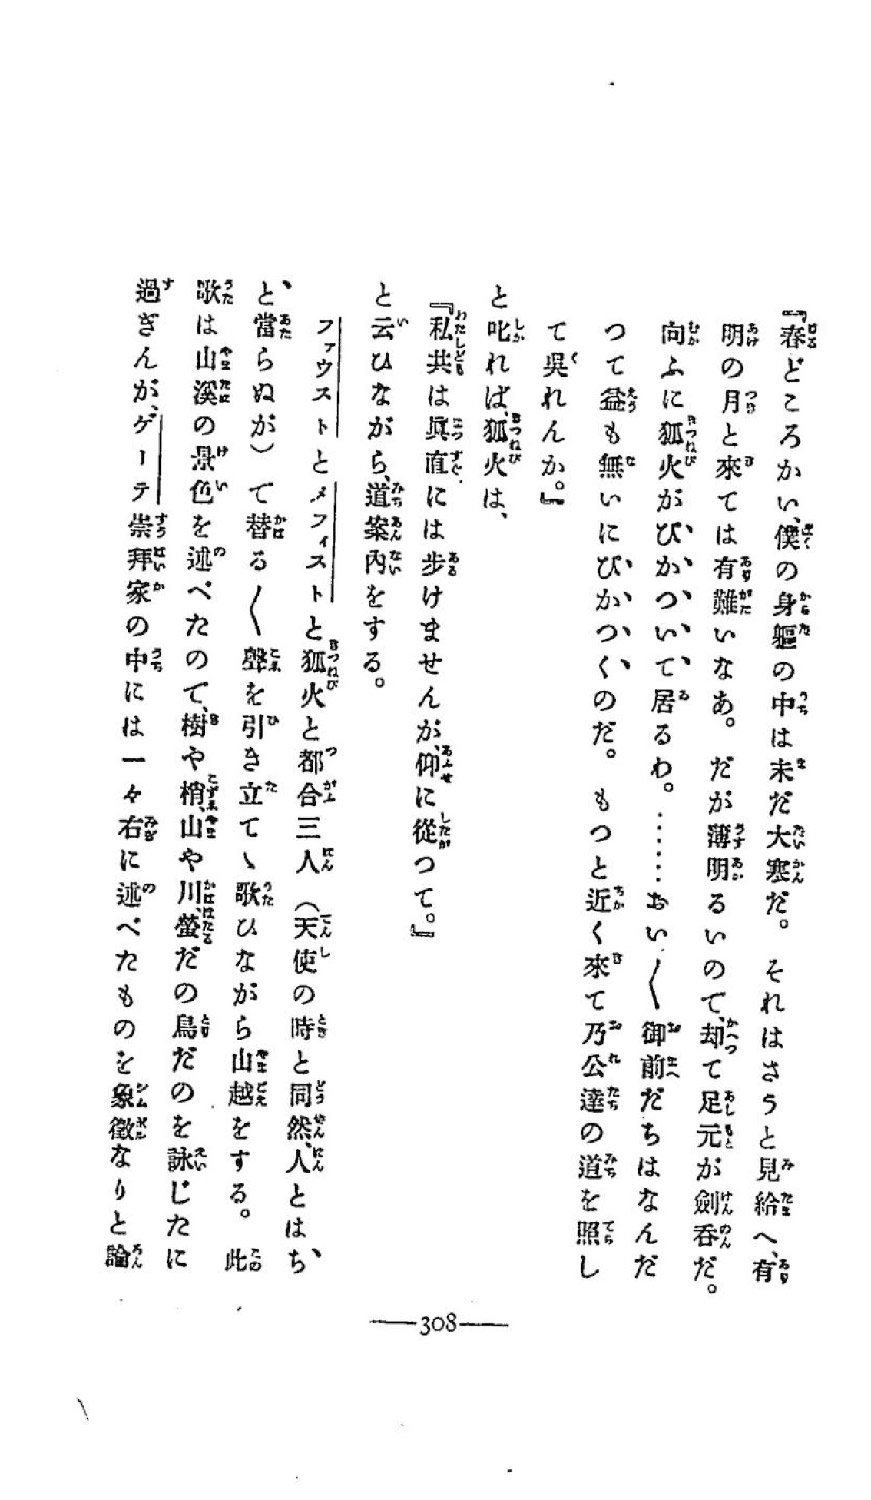 『春どころかい、僕の身軀の中は未だ大寒だ。それはさうと見給へ、有
明の月と來ては有難いなあ。だが薄明るいので、却て足元が劍呑だ。
向ふに狐火がぴかついて居るわ。……おい〱御前だちはなんだ
つて益も無いにぴかつくのだ。もつと近く來て乃公達の道を照し
て吳れんか。』
と叱れば、狐火は、
『私共は眞直には步けませんが、仰に從つて。』
と云ひながら、道案內をする。
ファウストとメフィストと狐火と都合三人（天使の時と同然、人とはち
と當らぬが）て替る〱聲を引き立てゝ歌ひながら山越をする。此
歌は山溪の景色を述べたので、樹や梢、山や川、螢だの鳥だのを詠じたに
過ぎんが、ゲーテ崇拜家の中には一々右に述べたものを象徵なりと論
308